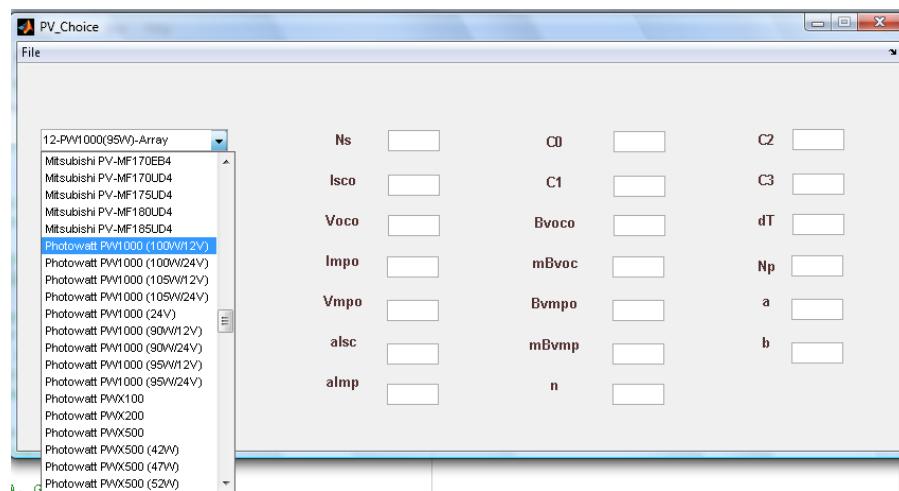 PV_Choice
File
12-PW1000(95W)-Array
Mitsubishi PV-MF170EB4
Mitsubishi PV-MF170UD4
Mitsubishi PV-MF175UD4
Mitsubishi PV-MF180UD4
Mitsubishi PV-MF185UD4
Photowatt PW1000 (100W/12V)
Photowatt PW1000 (100W/24V)
Photowatt PW1000 (105W/12V)
Photowatt PW1000 (105W/24V)
Photowatt PW1000 (24V)
Photowatt PW1000 (90W/12V)
Photowatt PW1000 (90W/24V)
Photowatt PW1000 (95W/12V)
Photowatt PW1000 (95W/24V)
Photowatt PWX100
Photowatt PWX200
Photowatt PWX500
Photowatt PWX500 (42W)
Photowatt PWX500 (47W)
Photowatt PWX500 (52W)
Ns
Isco
Voco
Impo
Vmpo
aIsc
aImp
C0
C1
Bvoco
mBvoc
Bvmpo
mBvmp
n
C2
C3
dT
Np
a
b